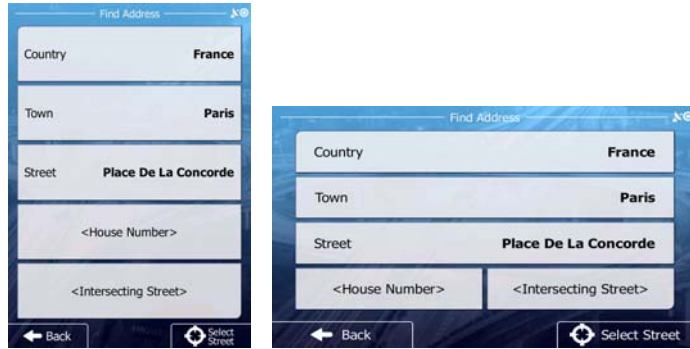 Find Address
Country France
Town Paris
Street Place De La Concorde
<House Number>
<Intersecting Street>
Back
Select
Street
Find Address
Country France
Town Paris
Street Place De La Concorde
<House Number> <Intersecting Street>
Back Select Street